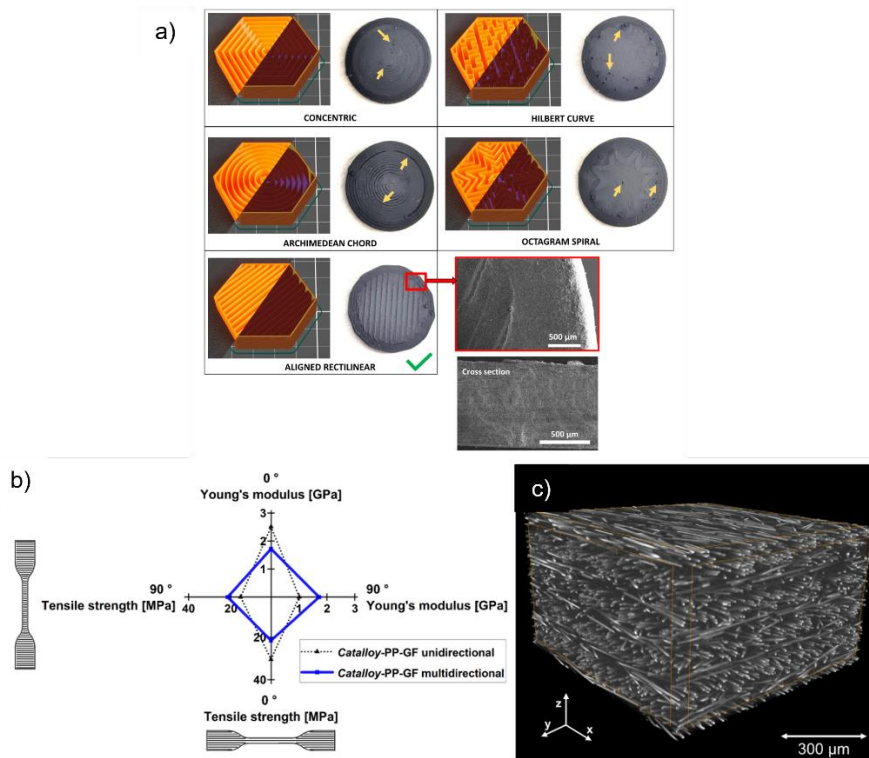 a)
CONCENTRIC
HILBERT CURVE
ARCHIMEDEAN CHORD
OCTAGRAM SPIRAL
500 µm
ALIGNED RECTILINEAR
Cross section
500 µm
b)
0 °
Young's modulus [GPa]
3
2
1
90 °
Tensile strength [MPa]
40
20
1
2
3
90 °
Young's modulus [GPa]
20
40
Catalloy-PP-GF unidirectional
Catalloy-PP-GF multidirectional
0 °
Tensile strength [MPa]
c)
z
y
x
300 µm